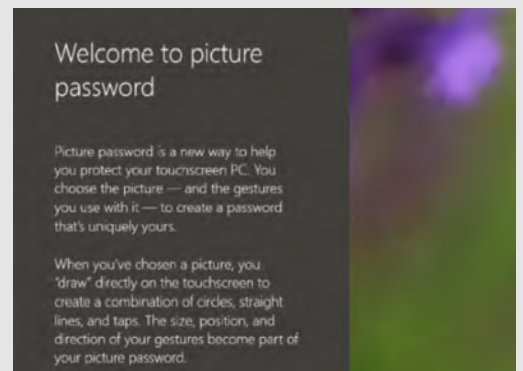 Welcome to picture
password
Picture password is a new way to help
you protect your touchscreen PC. You
choose the picture — and the gestures
you use with it — to create a password
that's uniquely yours.
When you've chosen a picture, you
"draw" directly on the touchscreen to
create a combination of circles, straight
lines, and taps. The size, position, and
direction of your gestures become part of
your picture password.